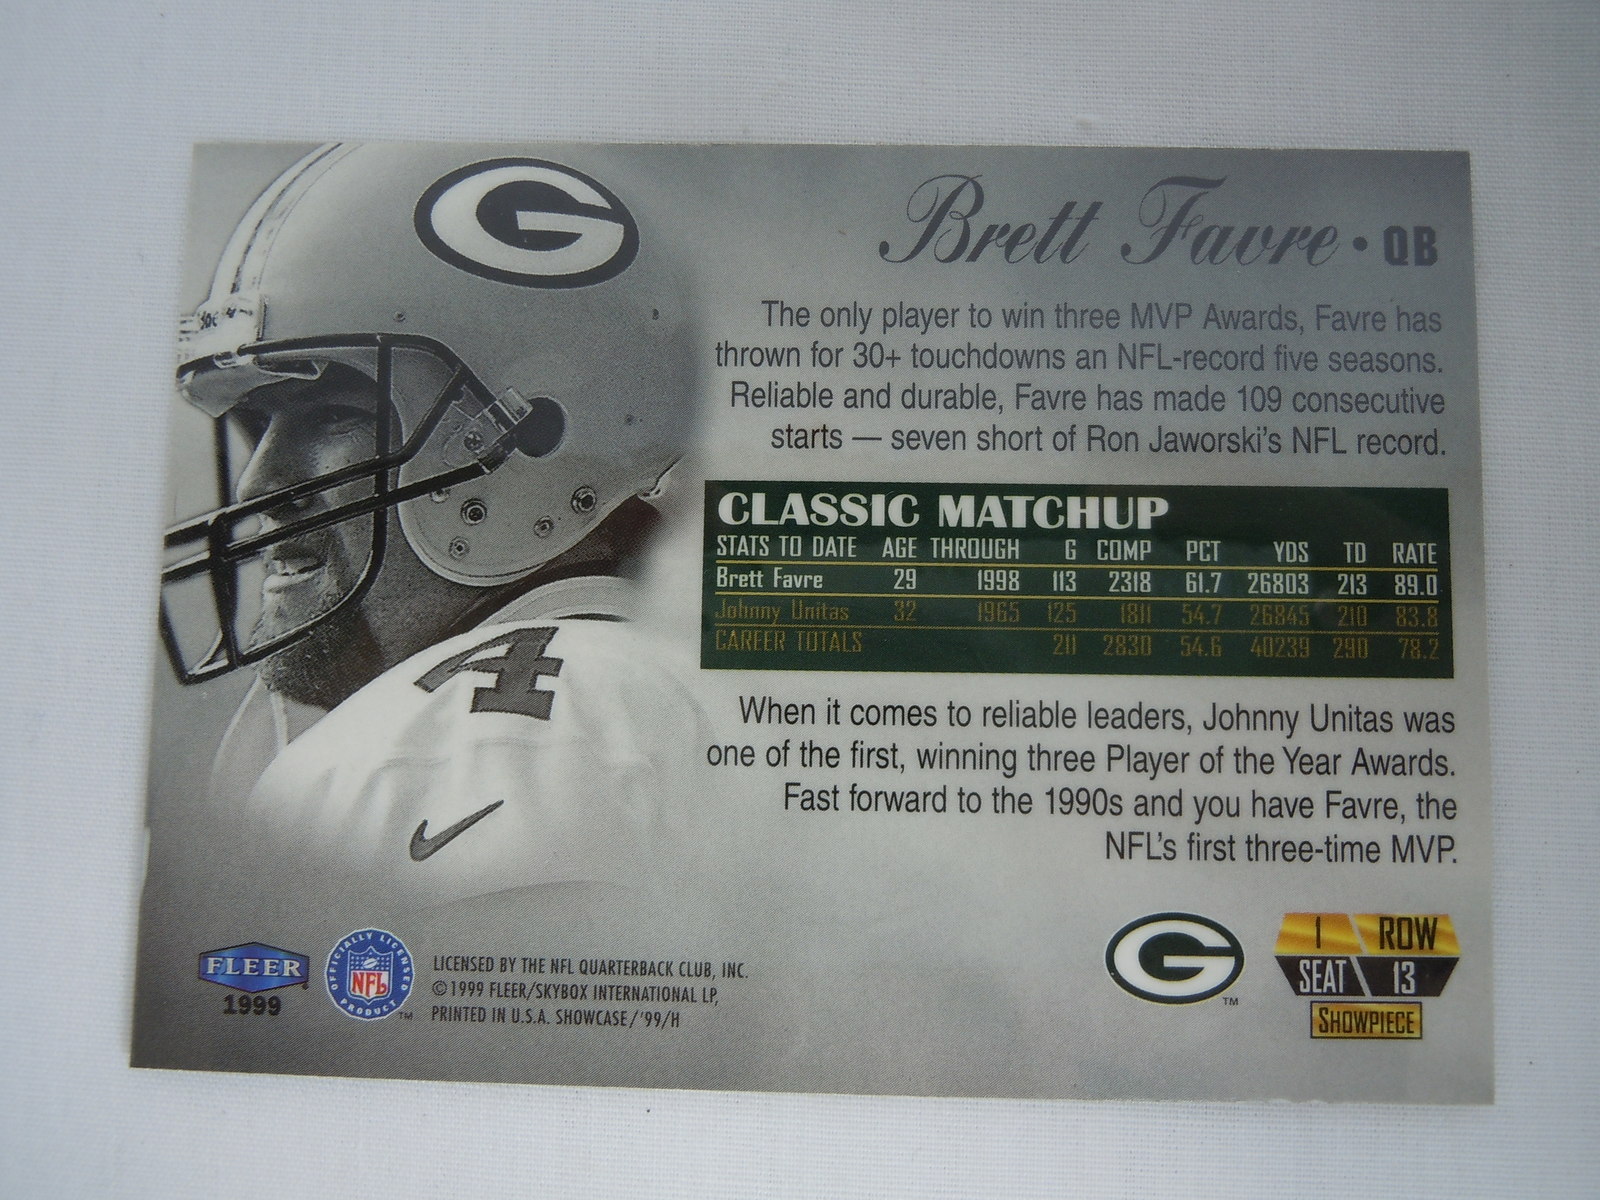 Brett Favre • QB
The only player to win three MVP Awards, Favre has
thrown for 30+ touchdowns an NFL-record five seasons.
Reliable and durable, Favre has made 109 consecutive
starts — seven short of Ron Jaworski's NFL record.
CLASSIC MATCHUP
STATS TO DATE AGE THROUGH G COMP PCT YDS TD RATE
Brett Favre 29 1998 113 2318 61.7 26803 213 89.0
Johnny Unitas 32 1965 125 1811 54.7 26845 210 83.8
CAREER TOTALS 211 2830 54.6 40239 290 78.2
When it comes to reliable leaders, Johnny Unitas was
one of the first, winning three Player of the Year Awards.
Fast forward to the 1990s and you have Favre, the
NFL's first three-time MVP.
G
4
FLEER
1999
OFFICIALLY LICENSED
NFL
PRODUCT
TM
LICENSED BY THE NFL QUARTERBACK CLUB, INC.
© 1999 FLEER/SKYBOX INTERNATIONAL LP,
PRINTED IN U.S.A. SHOWCASE/'99/H
G
TM
1 ROW
SEAT 13
SHOWPIECE